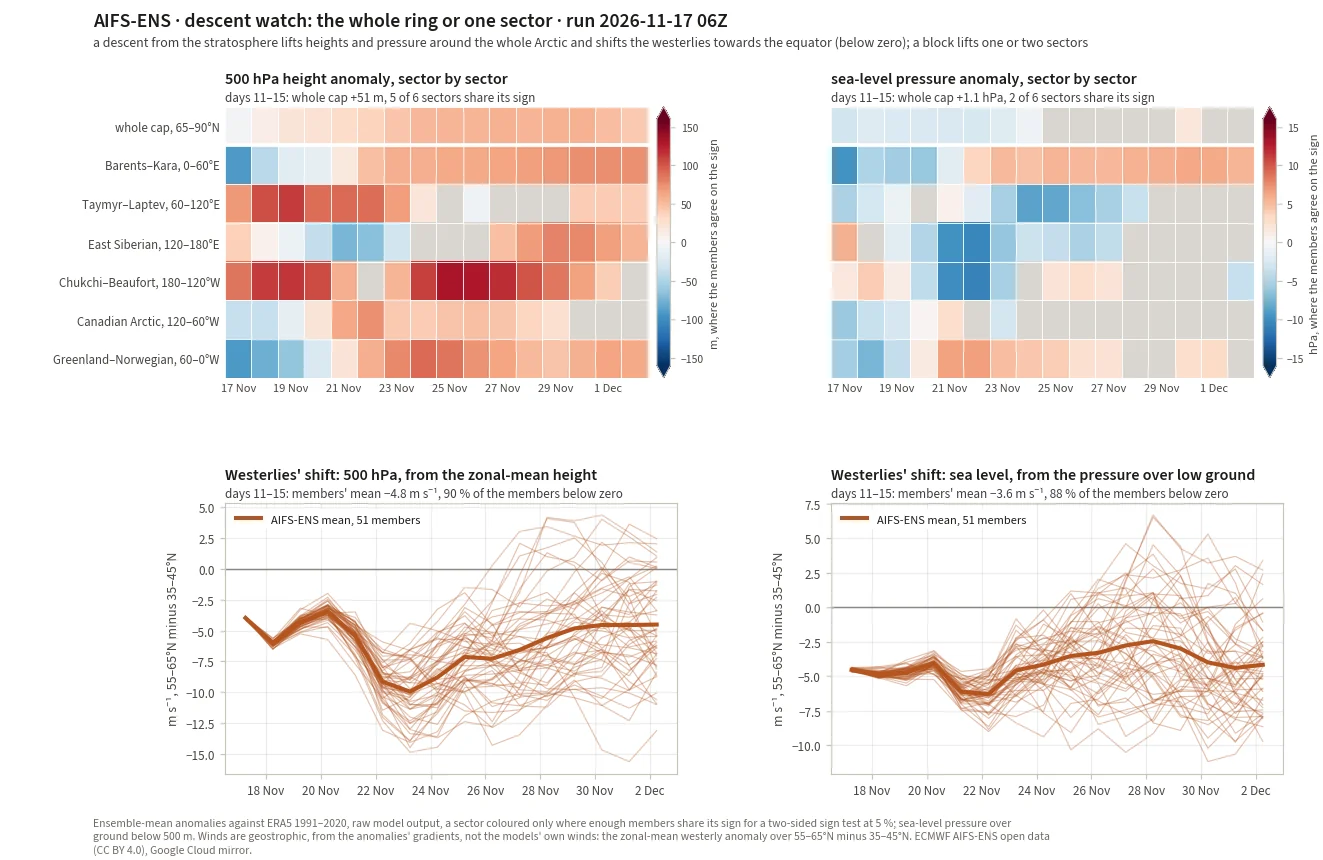 AIFS-ENS · descent watch: the whole ring or one sector · run 2026-11-17 06Z
a descent from the stratosphere lifts heights and pressure around the whole Arctic and shifts the westerlies towards the equator (below zero); a block lifts one or two sectors
500 hPa height anomaly, sector by sector
days 11–15: whole cap +51 m, 5 of 6 sectors share its sign
whole cap, 65–90°N
Barents–Kara, 0–60°E
Taymyr–Laptev, 60–120°E
East Siberian, 120–180°E
Chukchi–Beaufort, 180–120°W
Canadian Arctic, 120–60°W
Greenland–Norwegian, 60–0°W
17 Nov 19 Nov 21 Nov 23 Nov 25 Nov 27 Nov 29 Nov 1 Dec
150
100
50
0
−50
−100
−150
m, where the members agree on the sign
sea-level pressure anomaly, sector by sector
days 11–15: whole cap +1.1 hPa, 2 of 6 sectors share its sign
17 Nov 19 Nov 21 Nov 23 Nov 25 Nov 27 Nov 29 Nov 1 Dec
15
10
5
0
−5
−10
−15
hPa, where the members agree on the sign
Westerlies' shift: 500 hPa, from the zonal-mean height
days 11–15: members' mean −4.8 m s⁻¹, 90 % of the members below zero
AIFS-ENS mean, 51 members
5.0
2.5
0.0
−2.5
−5.0
−7.5
−10.0
−12.5
−15.0
m s⁻¹, 55–65°N minus 35–45°N
18 Nov 20 Nov 22 Nov 24 Nov 26 Nov 28 Nov 30 Nov 2 Dec
Westerlies' shift: sea level, from the pressure over low ground
days 11–15: members' mean −3.6 m s⁻¹, 88 % of the members below zero
AIFS-ENS mean, 51 members
7.5
5.0
2.5
0.0
−2.5
−5.0
−7.5
−10.0
m s⁻¹, 55–65°N minus 35–45°N
18 Nov 20 Nov 22 Nov 24 Nov 26 Nov 28 Nov 30 Nov 2 Dec
Ensemble-mean anomalies against ERA5 1991–2020, raw model output, a sector coloured only where enough members share its sign for a two-sided sign test at 5 %; sea-level pressure over
ground below 500 m. Winds are geostrophic, from the anomalies' gradients, not the models' own winds: the zonal-mean westerly anomaly over 55–65°N minus 35–45°N. ECMWF AIFS-ENS open data
(CC BY 4.0), Google Cloud mirror.